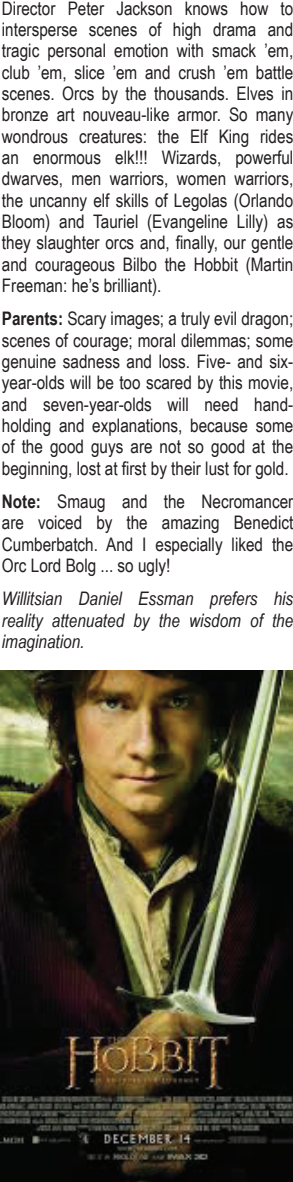 Director Peter Jackson knows how to
intersperse scenes of high drama and
tragic personal emotion with smack ’em,
club ’em, slice ’em and crush ’em battle
scenes. Orcs by the thousands. Elves in
bronze art nouveau-like armor. So many
wondrous creatures: the Elf King rides
an enormous elk!!! Wizards, powerful
dwarves, men warriors, women warriors,
the uncanny elf skills of Legolas (Orlando
Bloom) and Tauriel (Evangeline Lilly) as
they slaughter orcs and, finally, our gentle
and courageous Bilbo the Hobbit (Martin
Freeman: he’s brilliant).
Parents: Scary images; a truly evil dragon;
scenes of courage; moral dilemmas; some
genuine sadness and loss. Five- and six-
year-olds will be too scared by this movie,
and seven-year-olds will need hand-
holding and explanations, because some
of the good guys are not so good at the
beginning, lost at first by their lust for gold.
Note: Smaug and the Necromancer
are voiced by the amazing Benedict
Cumberbatch. And I especially liked the
Orc Lord Bolg ... so ugly!
Willitsian Daniel Essman prefers his
reality attenuated by the wisdom of the
imagination.
THE
HOBBIT
AN UNEXPECTED JOURNEY
DECEMBER 14
IMAX 3D